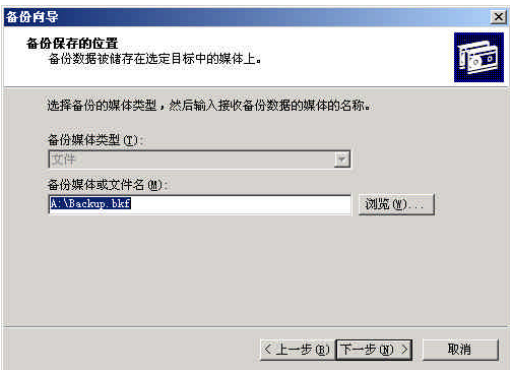 备份向导
备份保存的位置
备份数据被储存在选定目标中的媒体上。
选择备份的媒体类型，然后输入接收备份数据的媒体的名称。
备份媒体类型(T):
文件
备份媒体或文件名(M):
A:\Backup.bkf
浏览(W)...
< 上一步(B) 下一步(N) > 取消